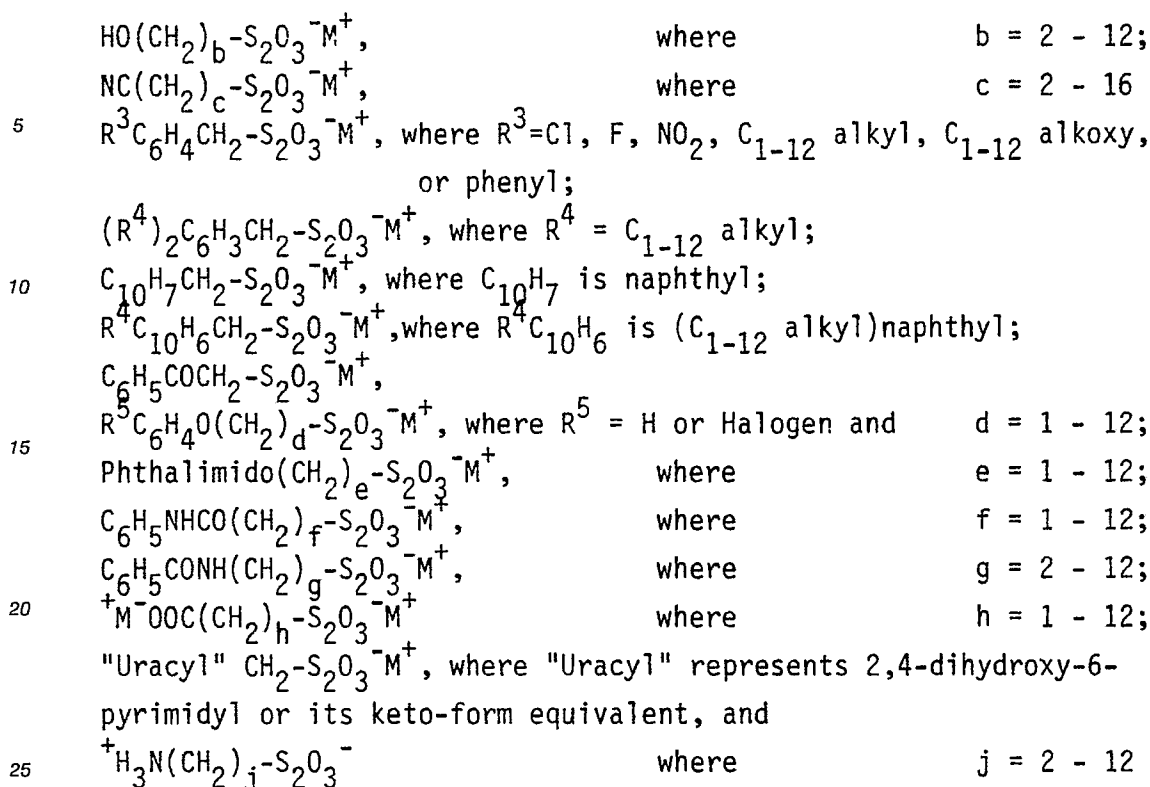 HO(CH₂)b-S₂O₃⁻M⁺, where b = 2 - 12;
NC(CH₂)c-S₂O₃⁻M⁺, where c = 2 - 16
5 R³C₆H₄CH₂-S₂O₃⁻M⁺, where R³=Cl, F, NO₂, C₁₋₁₂ alkyl, C₁₋₁₂ alkoxy,
or phenyl;
(R⁴)₂C₆H₃CH₂-S₂O₃⁻M⁺, where R⁴ = C₁₋₁₂ alkyl;
10 C₁₀H₇CH₂-S₂O₃⁻M⁺, where C₁₀H₇ is naphthyl;
R⁴C₁₀H₆CH₂-S₂O₃⁻M⁺,where R⁴C₁₀H₆ is (C₁₋₁₂ alkyl)naphthyl;
C₆H₅COCH₂-S₂O₃⁻M⁺,
15 R⁵C₆H₄O(CH₂)d-S₂O₃⁻M⁺, where R⁵ = H or Halogen and d = 1 - 12;
Phthalimido(CH₂)e-S₂O₃⁻M⁺, where e = 1 - 12;
C₆H₅NHCO(CH₂)f-S₂O₃⁻M⁺, where f = 1 - 12;
C₆H₅CONH(CH₂)g-S₂O₃⁻M⁺, where g = 2 - 12;
20 ⁺M⁻OOC(CH₂)h-S₂O₃⁻M⁺ where h = 1 - 12;
"Uracyl" CH₂-S₂O₃⁻M⁺, where "Uracyl" represents 2,4-dihydroxy-6-
pyrimidyl or its keto-form equivalent, and
25 ⁺H₃N(CH₂)j-S₂O₃⁻ where j = 2 - 12